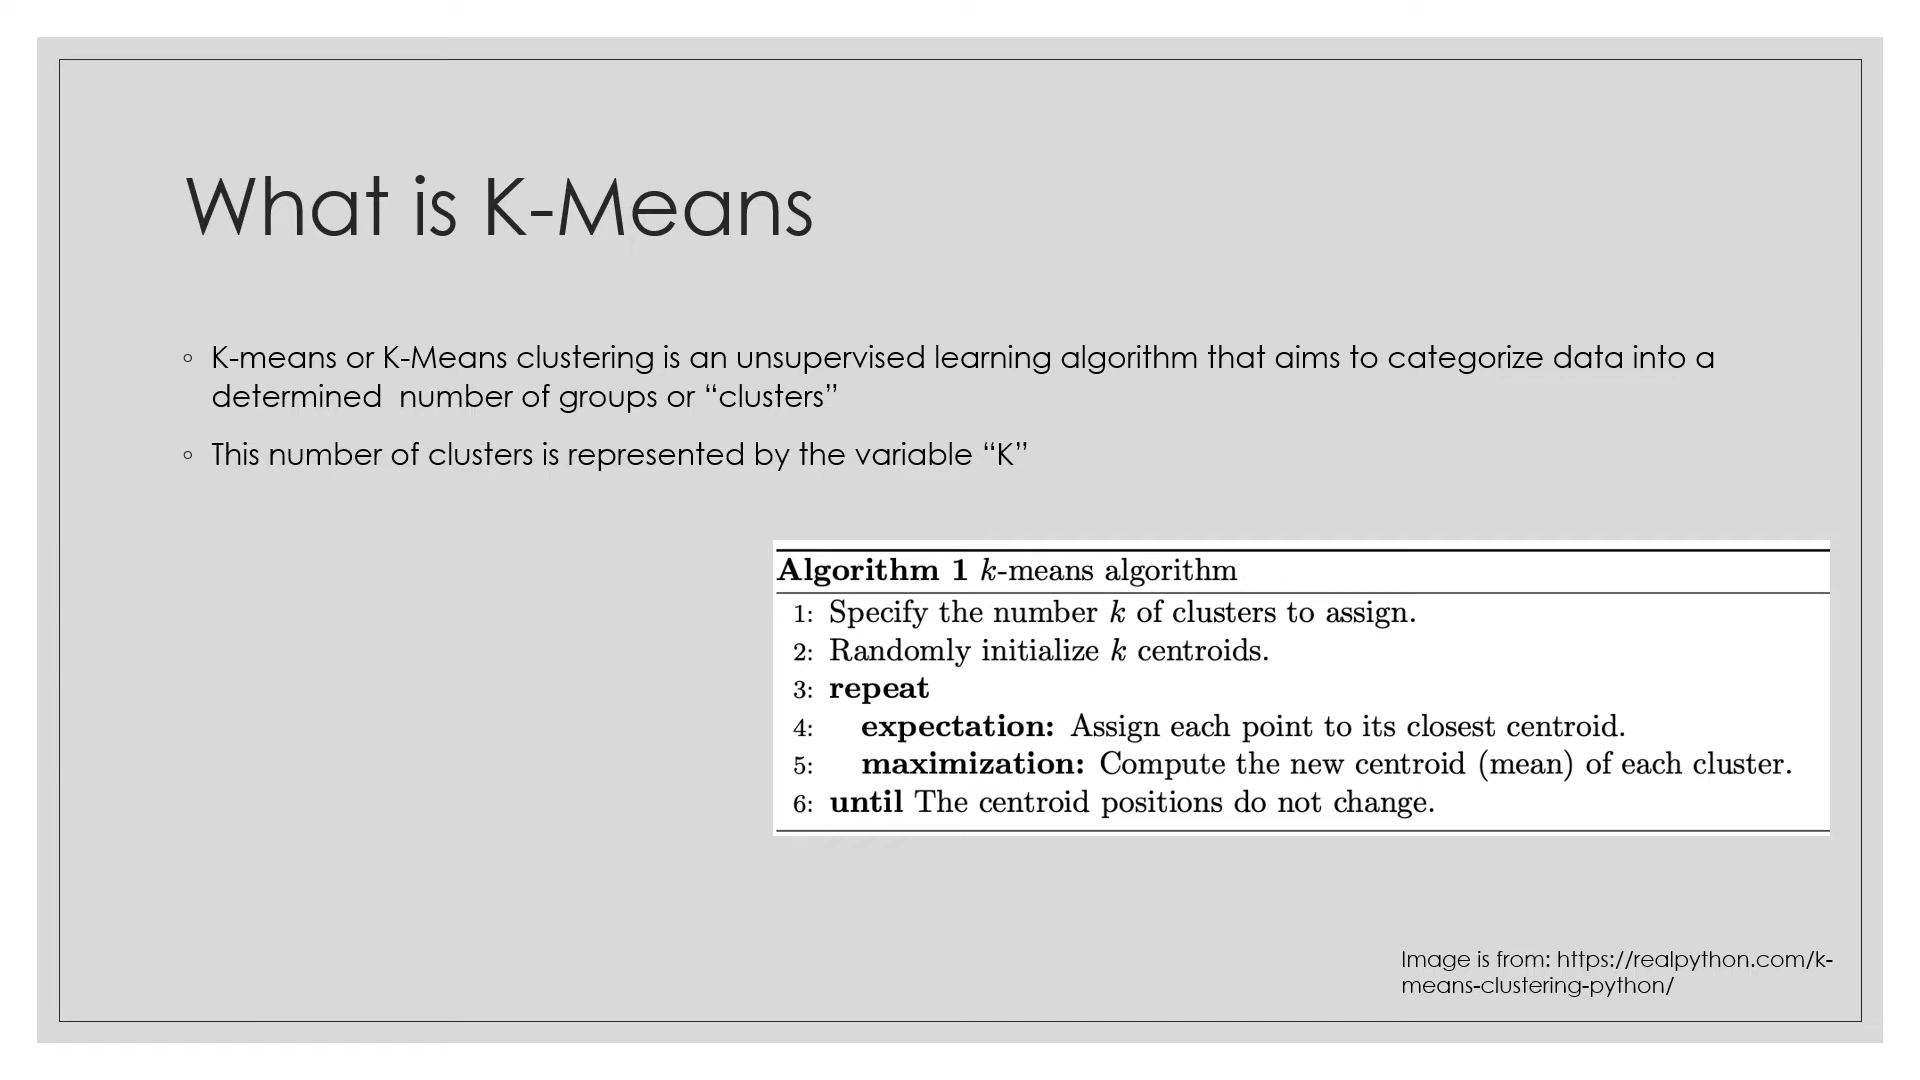 What is K-Means
◦ K-means or K-Means clustering is an unsupervised learning algorithm that aims to categorize data into a
determined  number of groups or “clusters”
◦ This number of clusters is represented by the variable “K”
Algorithm 1 k-means algorithm
1: Specify the number k of clusters to assign.
2: Randomly initialize k centroids.
3: repeat
4: expectation: Assign each point to its closest centroid.
5: maximization: Compute the new centroid (mean) of each cluster.
6: until The centroid positions do not change.
Image is from: https://realpython.com/k-
means-clustering-python/